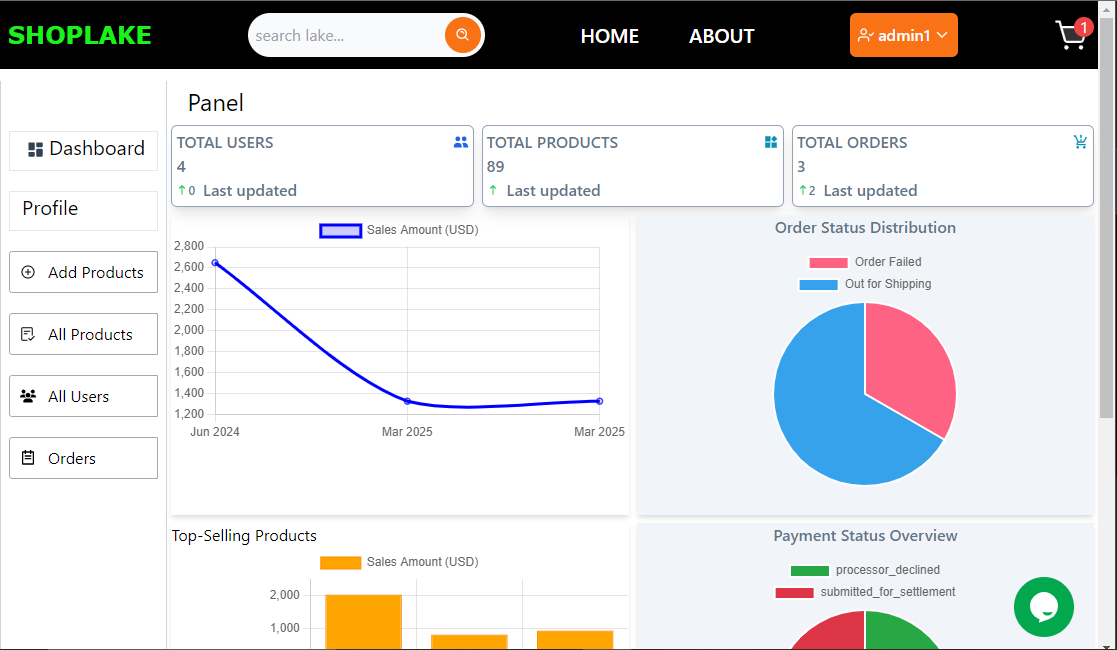 SHOPLAKE
search lake...
HOME
ABOUT
admin1
1
Panel
Dashboard
Profile
Add Products
All Products
All Users
Orders
TOTAL USERS
4
0 Last updated
TOTAL PRODUCTS
89
Last updated
TOTAL ORDERS
3
2 Last updated
Sales Amount (USD)
2,800
2,600
2,400
2,200
2,000
1,800
1,600
1,400
1,200
Jun 2024
Mar 2025
Mar 2025
Order Status Distribution
Order Failed
Out for Shipping
Top-Selling Products
Sales Amount (USD)
2,000
1,000
Payment Status Overview
processor_declined
submitted_for_settlement